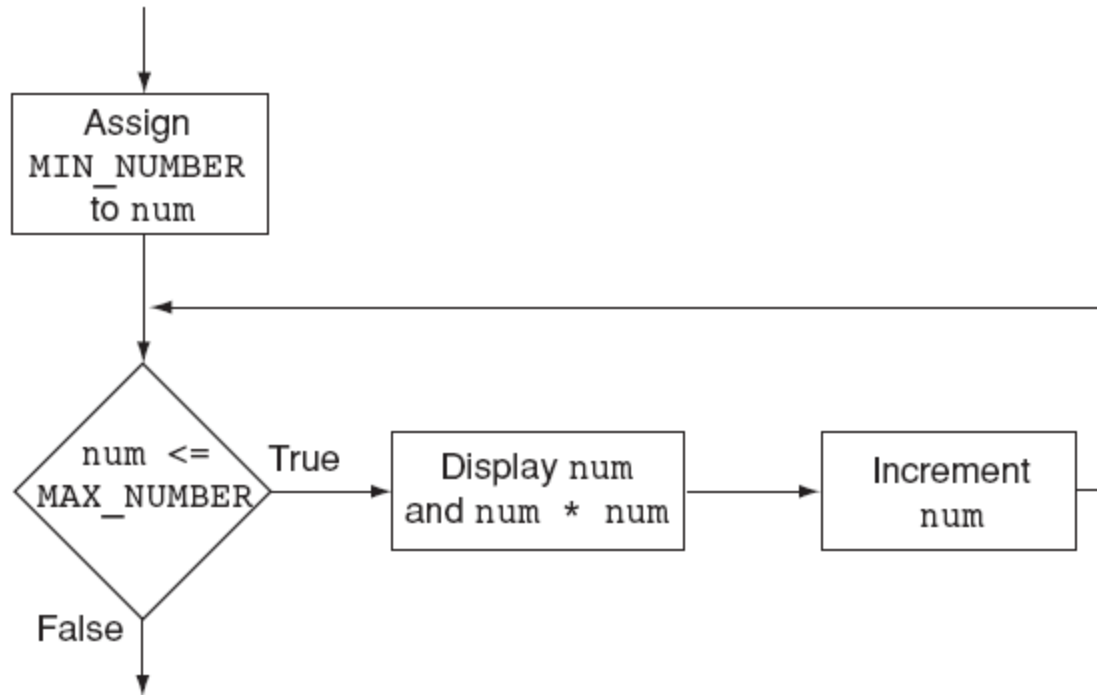 Assign
MIN_NUMBER
to num
num <=
MAX_NUMBER
True
Display num
and num * num
Increment
num
False